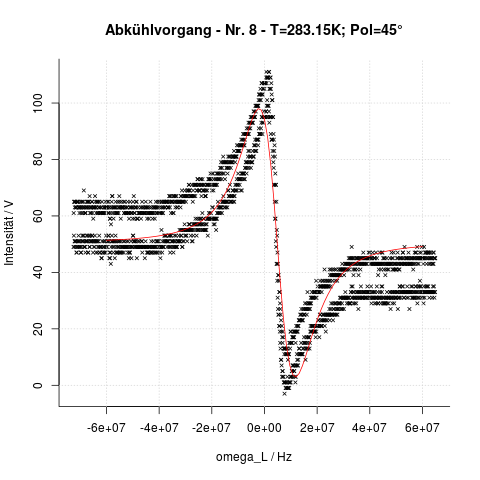 Abkühlvorgang - Nr. 8 - T=283.15K; Pol=45°
Intensität / V
100
80
60
40
20
0
-6e+07 -4e+07 -2e+07 0e+00 2e+07 4e+07 6e+07
omega_L / Hz